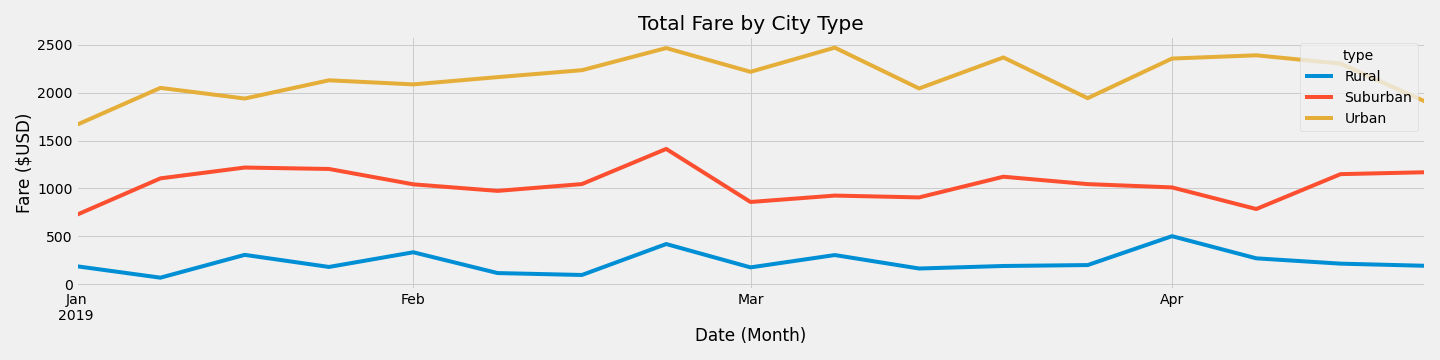 Total Fare by City Type
Fare ($USD)
2500
2000
1500
1000
500
0
type
Rural
Suburban
Urban
Jan
2019
Feb
Mar
Apr
Date (Month)